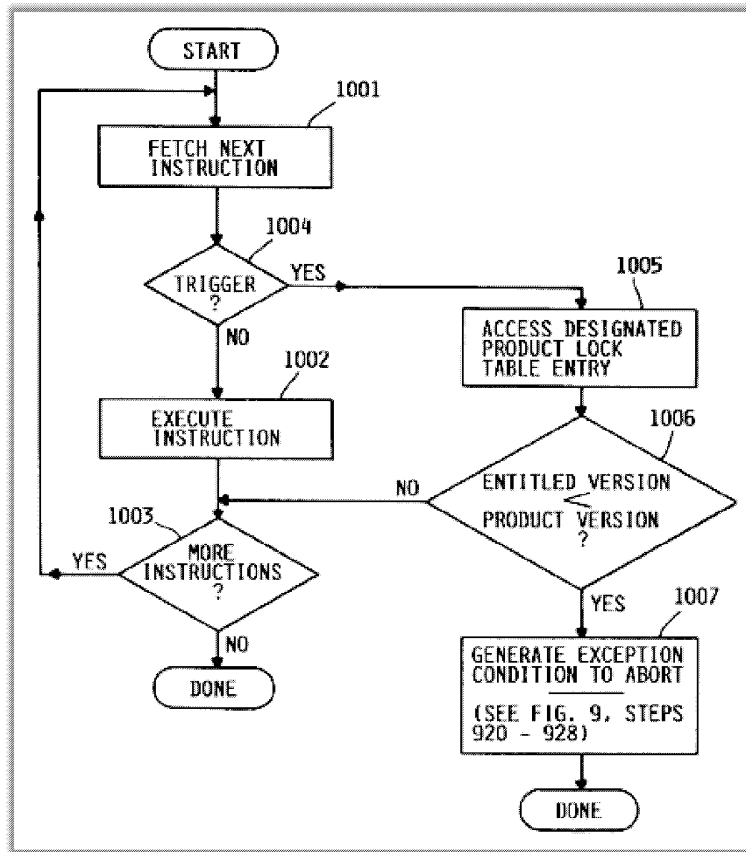 START
1001
FETCH NEXT
INSTRUCTION
1004
TRIGGER
?
YES
NO
1005
ACCESS DESIGNATED
PRODUCT LOCK
TABLE ENTRY
1002
EXECUTE
INSTRUCTION
1006
ENTITLED VERSION
<
PRODUCT VERSION
?
NO
YES
1003
MORE
INSTRUCTIONS
?
YES
NO
DONE
1007
GENERATE EXCEPTION
CONDITION TO ABORT
(SEE FIG. 9, STEPS
920 - 928)
DONE